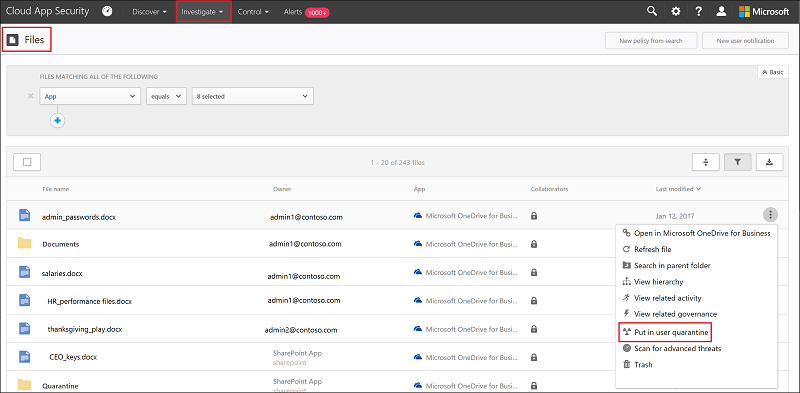 Cloud App Security Discover Investigate Control Alerts 1000+ ? Microsoft
Files New policy from search New user notification
FILES MATCHING ALL OF THE FOLLOWING Basic
App equals 8 selected
1 - 20 of 243 files
File name Owner App Collaborators Last modified
admin_passwords.docx admin1@contoso.com Microsoft OneDrive for Busi... Jan 12, 2017
Documents admin1@contoso.com Microsoft OneDrive for Busi...
salaries.docx admin1@contoso.com Microsoft OneDrive for Busi...
HR_performance files.docx admin1@contoso.com Microsoft OneDrive for Busi...
thanksgiving_play.docx admin2@contoso.com Microsoft OneDrive for Busi...
CEO_keys.docx SharePoint App Microsoft OneDrive for Busi...
sharepoint
Quarantine SharePoint App Microsoft OneDrive for Busi...
sharepoint
Open in Microsoft OneDrive for Business
Refresh file
Search in parent folder
View hierarchy
View related activity
View related governance
Put in user quarantine
Scan for advanced threats
Trash